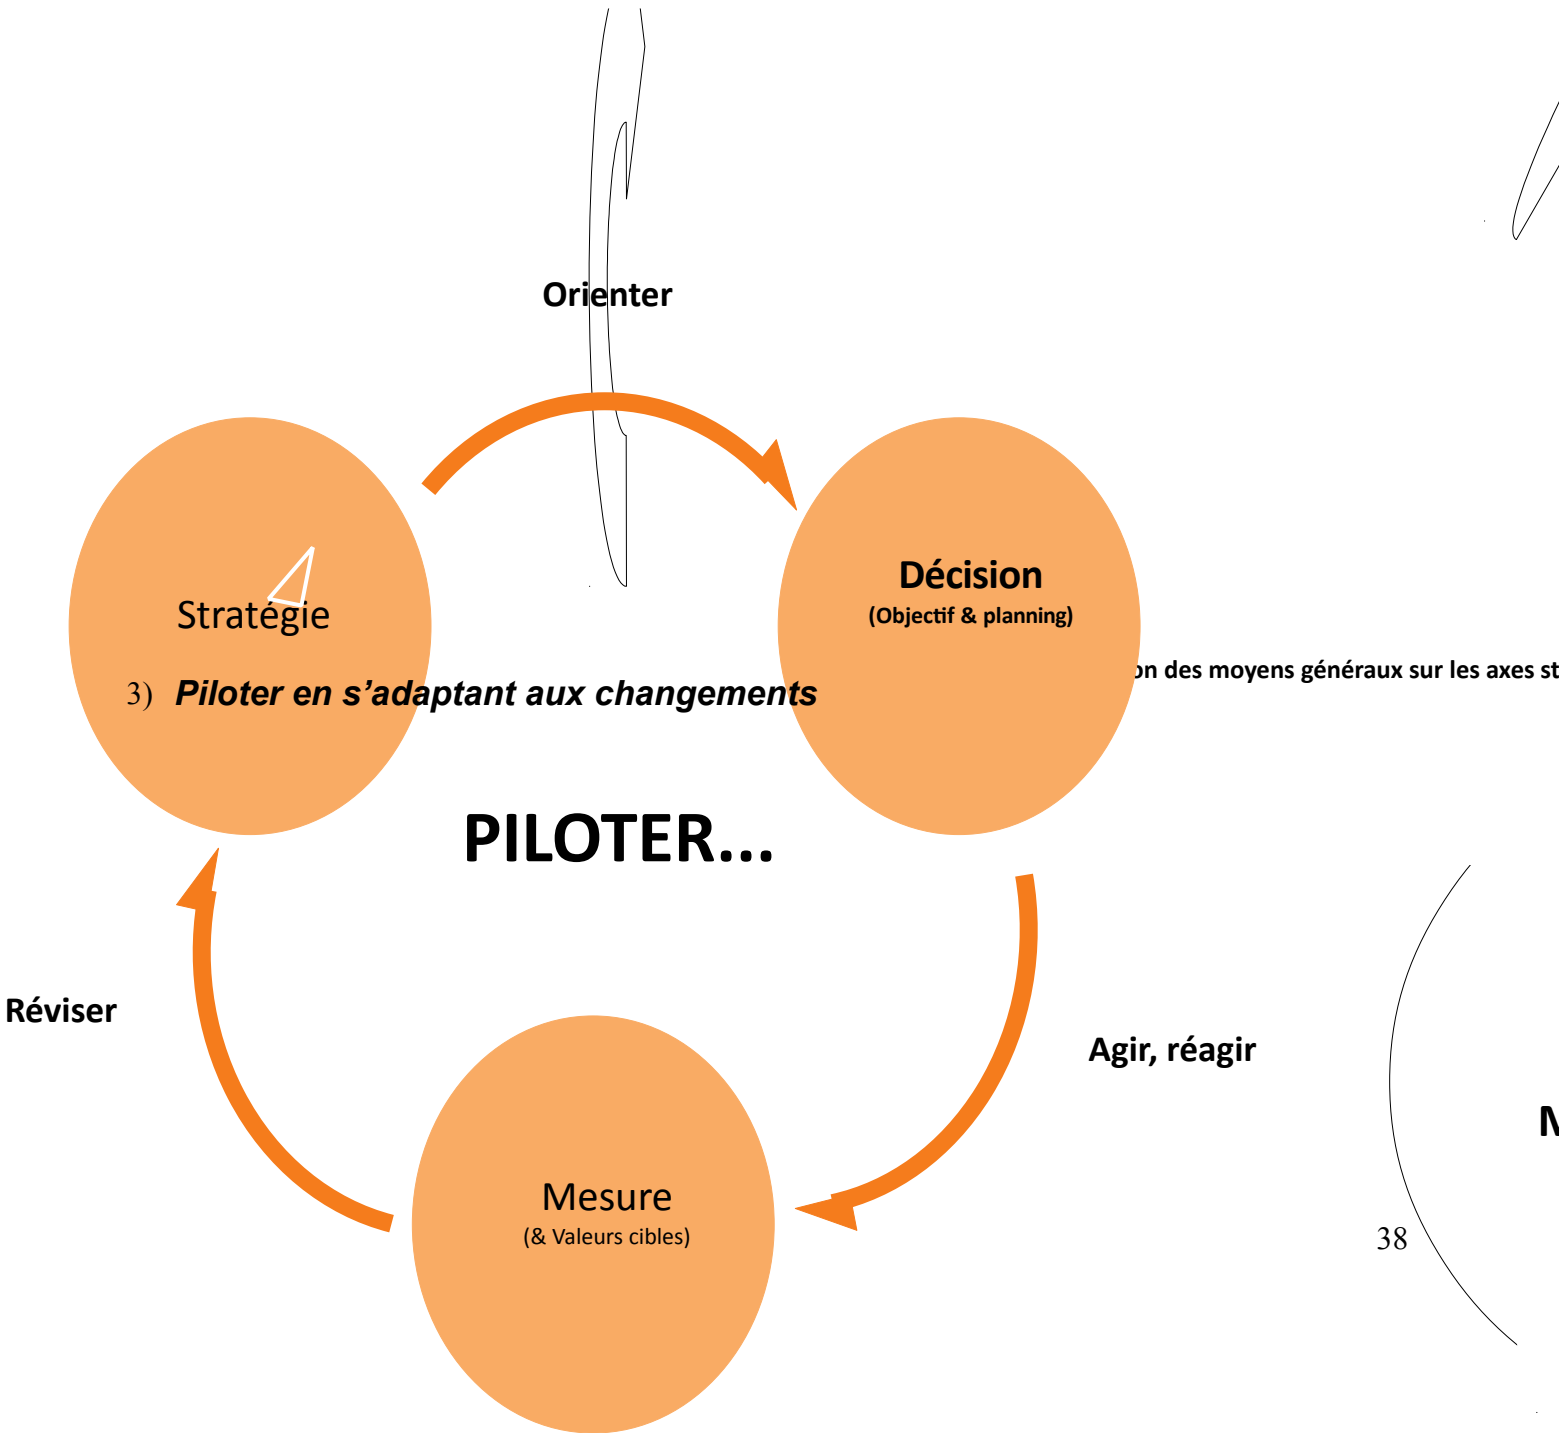 Orienter
Décision
(Objectif & planning)
Stratégie
on des moyens généraux sur les axes st
3) Piloter en s’adaptant aux changements
PILOTER...
Réviser
Agir, réagir
Mesure
(& Valeurs cibles)
38